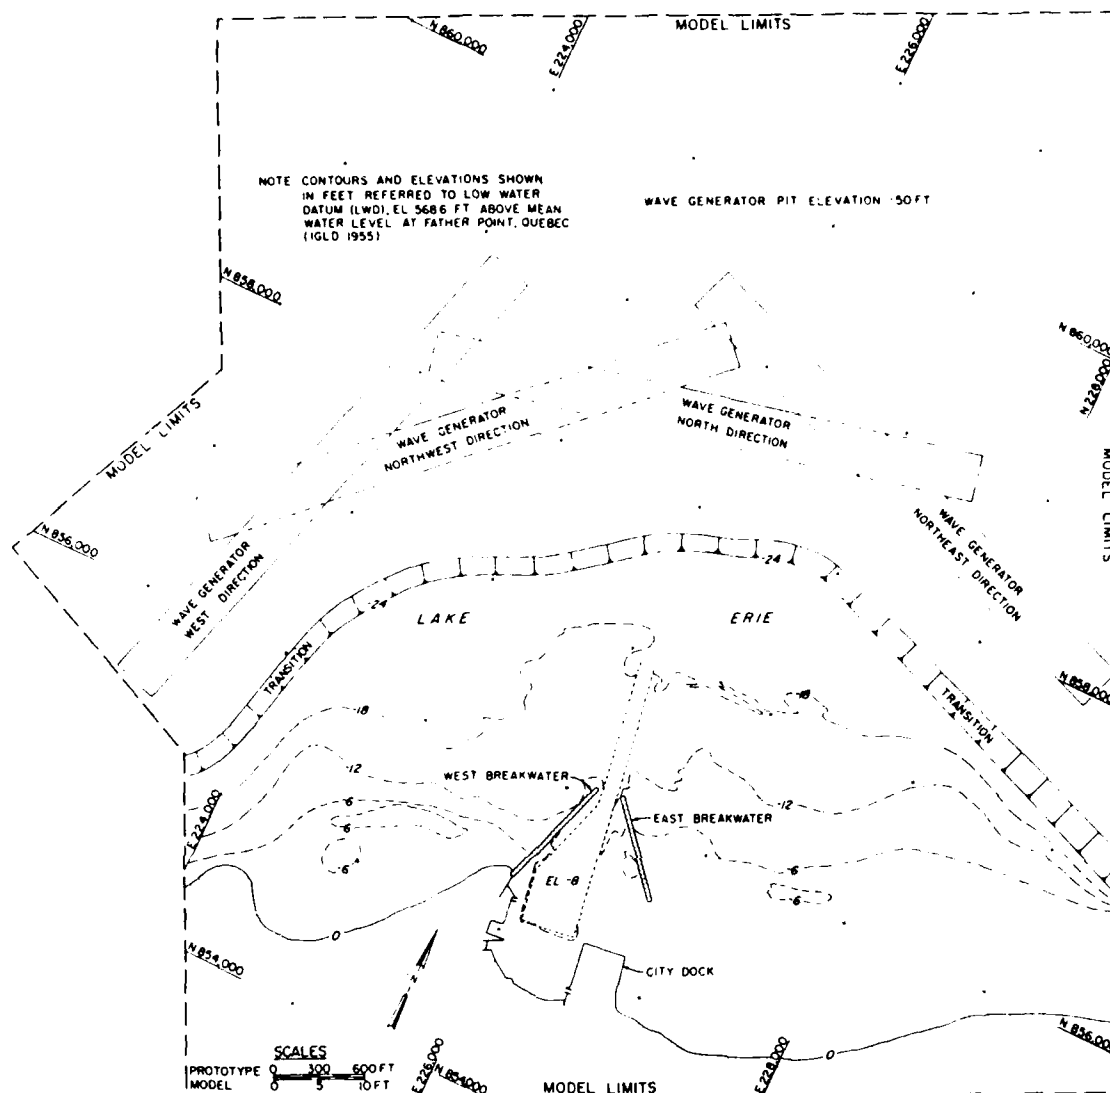 MODEL LIMITS
N 860,000
E 224,000
E 226,000
NOTE CONTOURS AND ELEVATIONS SHOWN
IN FEET REFERRED TO LOW WATER
DATUM (LWD), EL 568 6 FT ABOVE MEAN
WATER LEVEL AT FATHER POINT, QUEBEC
(IGLD 1955)
WAVE GENERATOR PIT ELEVATION -50 FT
N 858,000
N 860,000
N 228,000
MODEL LIMITS
WAVE GENERATOR
NORTHWEST DIRECTION
WAVE GENERATOR
NORTH DIRECTION
MODEL LIMITS
N 856,000
WAVE GENERATOR
WEST DIRECTION
WAVE GENERATOR
NORTHEAST DIRECTION
-24
-24
LAKE ERIE
TRANSITION
N 858,000
TRANSITION
-18
-18
-12
WEST BREAKWATER
-12
-6
EAST BREAKWATER
-6
E 224,000
-6
-6
EL -8
-6
0
N 854,000
N
CITY DOCK
N 856,000
0
SCALES
PROTOTYPE 0 300 600 FT
MODEL 0 5 10 FT
E 226,000
N 854,000
E 228,000
MODEL LIMITS